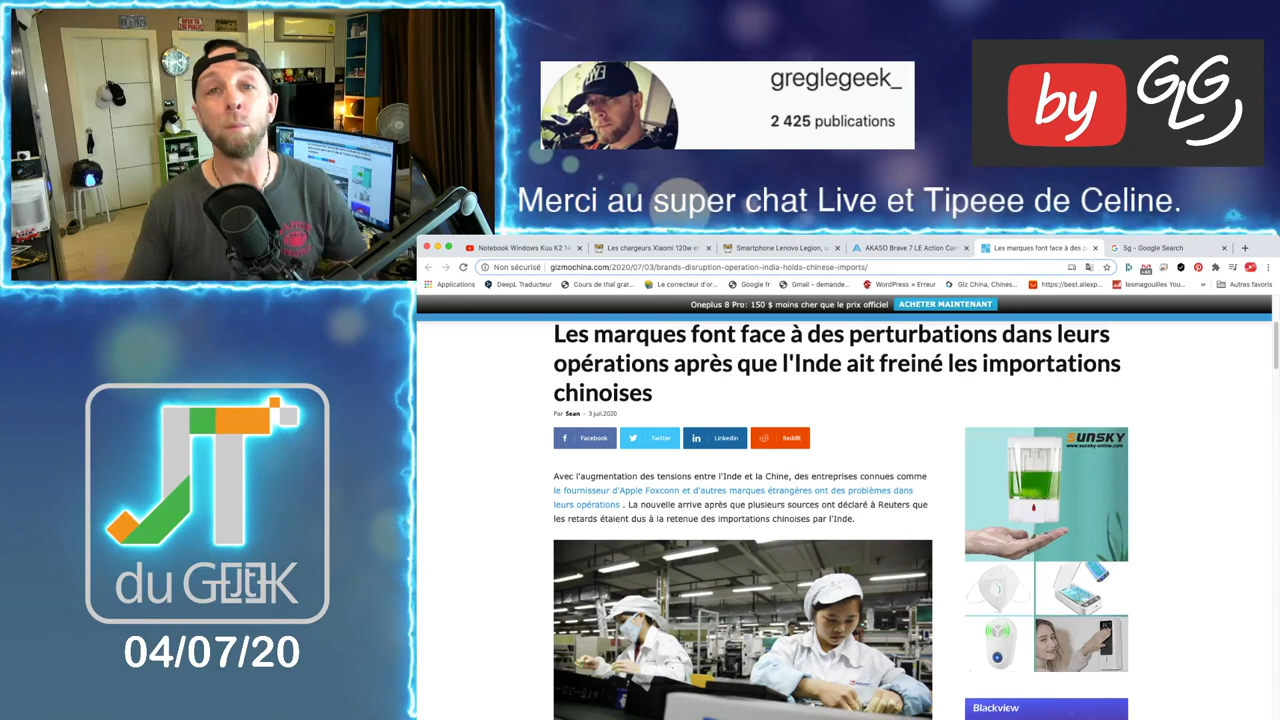 greglegeek_
2 425 publications
by GLG
Merci au super chat Live et Tipeee de Celine.
Notebook Windows Kuu K2 14
Les chargeurs Xiaomi 120w e
Smartphone Lenovo Legion, u
AKASO Brave 7 LE Action Cam
Les marques font face à des p
5g - Google Search
Non sécurisé
gizmochina.com/2020/07/03/brands-disruption-operation-india-holds-chinese-imports/
Applications
DeepL Traducteur
Cours de thaï grat...
Le correcteur d'or...
Google fr
Gmail - demande...
WordPress » Erreur
Glz China, Chines...
https://best.aliexp...
lesmagouilles You...
»
Autres favoris
Oneplus 8 Pro: 150 $ moins cher que le prix officiel
ACHETER MAINTENANT
Les marques font face à des perturbations dans leurs
opérations après que l'Inde ait freiné les importations
chinoises
Par Sean - 3 juil.2020
Facebook
Twitter
Linkedin
Reddit
Avec l'augmentation des tensions entre l'Inde et la Chine, des entreprises connues comme
le fournisseur d'Apple Foxconn et d'autres marques étrangères ont des problèmes dans
leurs opérations . La nouvelle arrive après que plusieurs sources ont déclaré à Reuters que
les retards étaient dus à la retenue des importations chinoises par l'Inde.
SUNSKY
www.sunsky-online.com
Blackview
JT
du GEEK
04/07/20